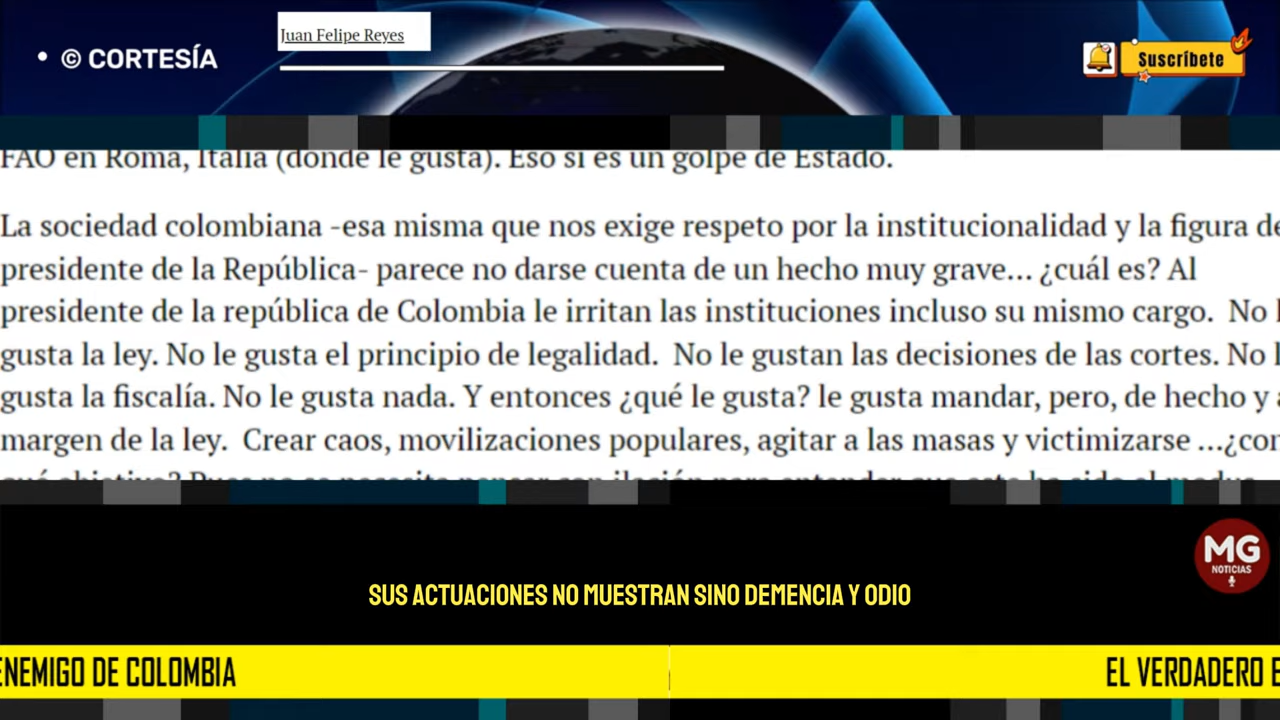 Juan Felipe Reyes
• © CORTESÍA
Suscríbete
FAO en Roma, Italia (donde le gusta). Eso sí es un golpe de Estado.
La sociedad colombiana -esa misma que nos exige respeto por la institucionalidad y la figura de
presidente de la República- parece no darse cuenta de un hecho muy grave... ¿cuál es? Al
presidente de la república de Colombia le irritan las instituciones incluso su mismo cargo. No
gusta la ley. No le gusta el principio de legalidad. No le gustan las decisiones de las cortes. No
gusta la fiscalía. No le gusta nada. Y entonces ¿qué le gusta? le gusta mandar, pero, de hecho y
margen de la ley. Crear caos, movilizaciones populares, agitar a las masas y victimizarse ...
MG
NOTICIAS
SUS ACTUACIONES NO MUESTRAN SINO DEMENCIA Y ODIO
ENEMIGO DE COLOMBIA
EL VERDADERO